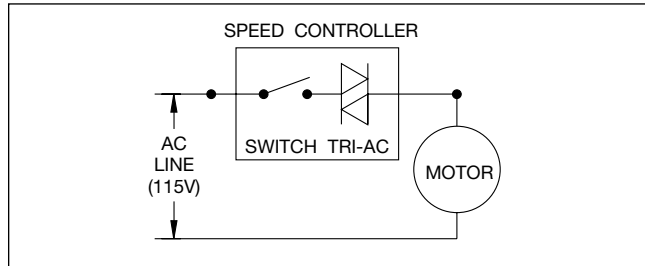 SPEED CONTROLLER
SWITCH TRI-AC
AC
LINE
(115V)
MOTOR